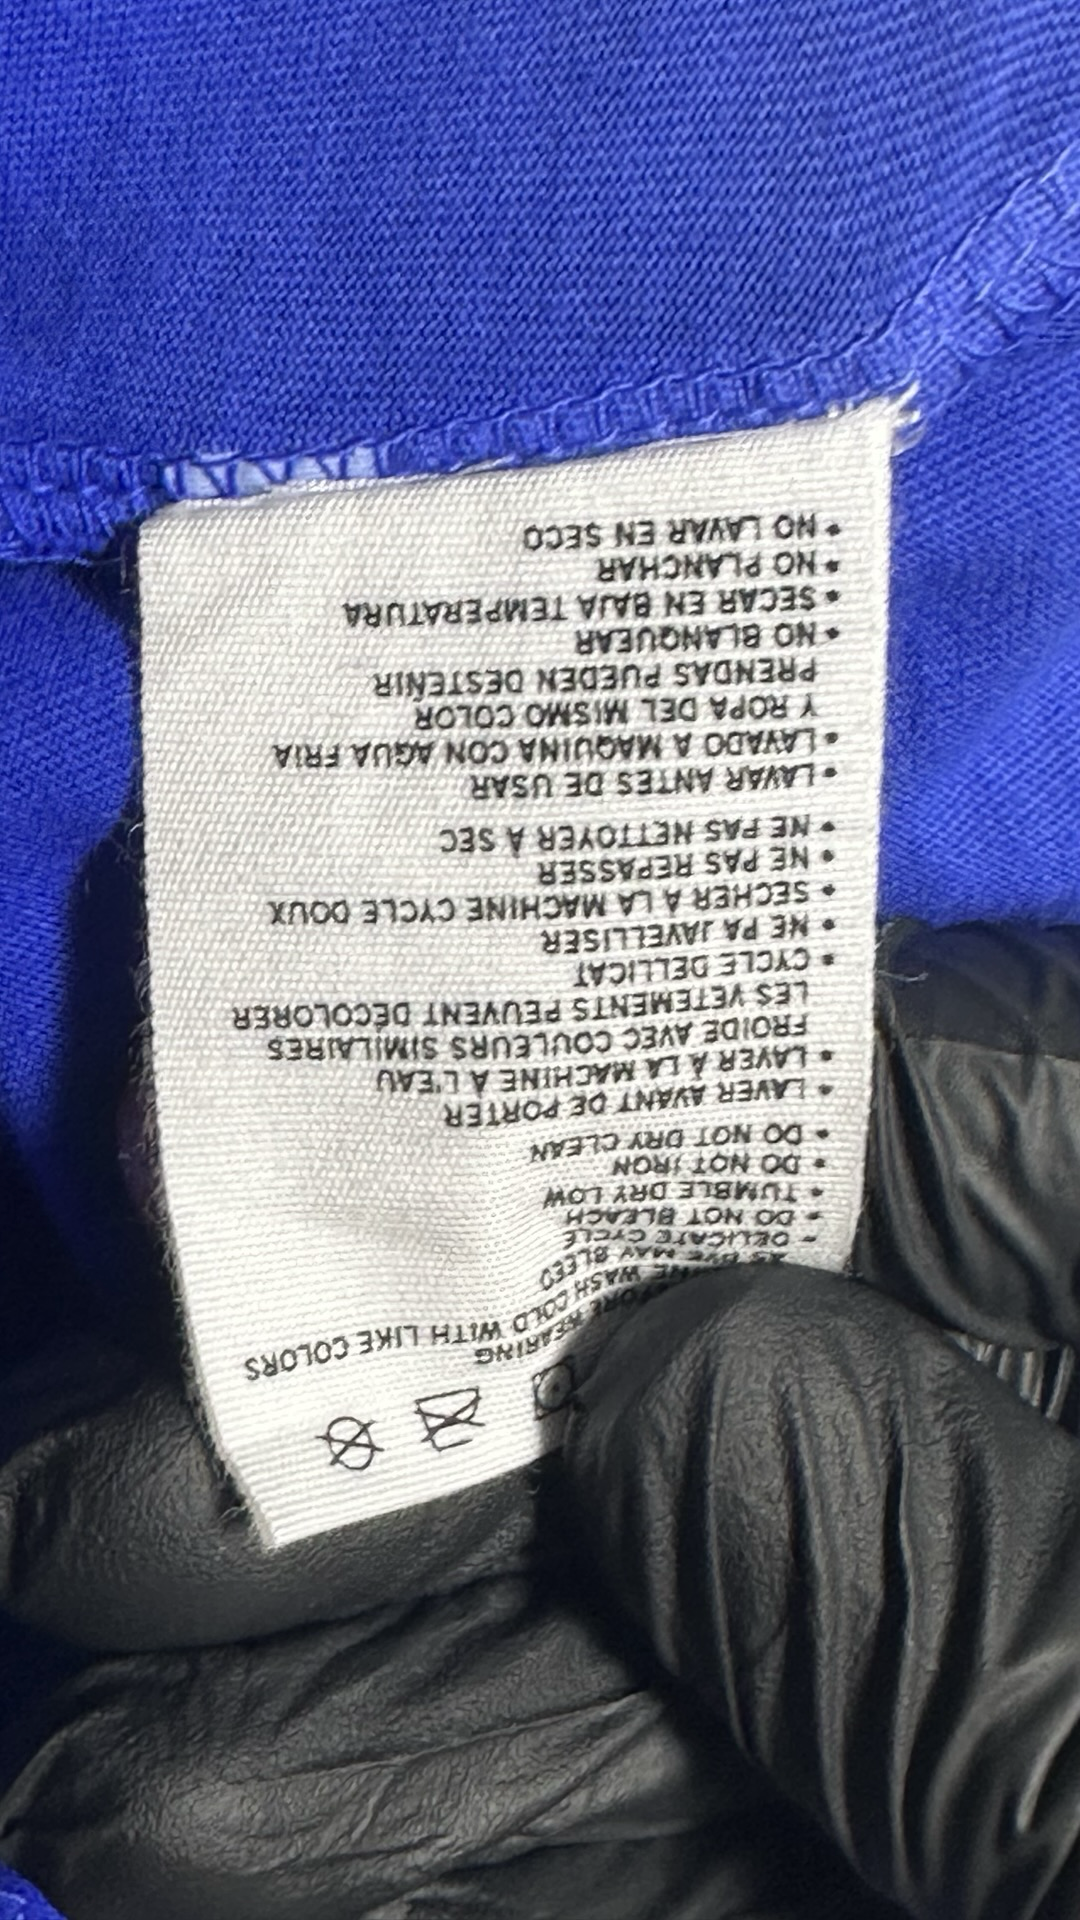 WEARING
WASH COLD WITH LIKE COLORS
MAY BLEED
- DELICATE CYCLE
• DO NOT BLEACH
• TUMBLE DRY LOW
• DO NOT IRON
• DO NOT DRY CLEAN
• LAVER AVANT DE PORTER
• LAVER À LA MACHINE A L'EAU
FROIDE AVEC COULEURS SIMILAIRES
LES VETEMENTS PEUVENT DÉCOLORER
• CYCLE DELLICAT
• NE PA JAVELLISER
• SECHER A LA MACHINE CYCLE DOUX
• NE PAS REPASSER
• NE PAS NETTOYER À SEC
• LAVAR ANTES DE USAR
• LAVADO A MAQUINA CON AGUA FRIA
Y ROPA DEL MISMO COLOR
PRENDAS PUEDEN DESTEÑIR
• NO BLANQUEAR
• SECAR EN BAJA TEMPERATURA
• NO PLANCHAR
• NO LAVAR EN SECO